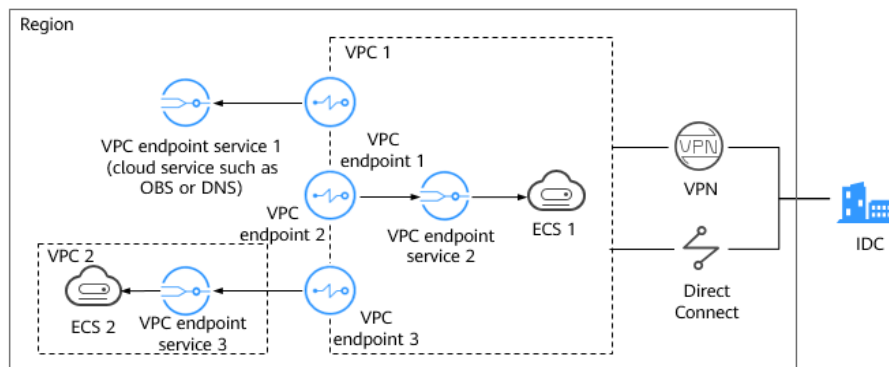 Region
VPC 1
VPC endpoint service 1
(cloud service such as
OBS or DNS)
VPC
endpoint 1
VPN
VPN
VPC
endpoint 2
VPC endpoint
service 2
ECS 1
IDC
VPC 2
ECS 2
VPC endpoint
service 3
VPC
endpoint 3
Direct
Connect